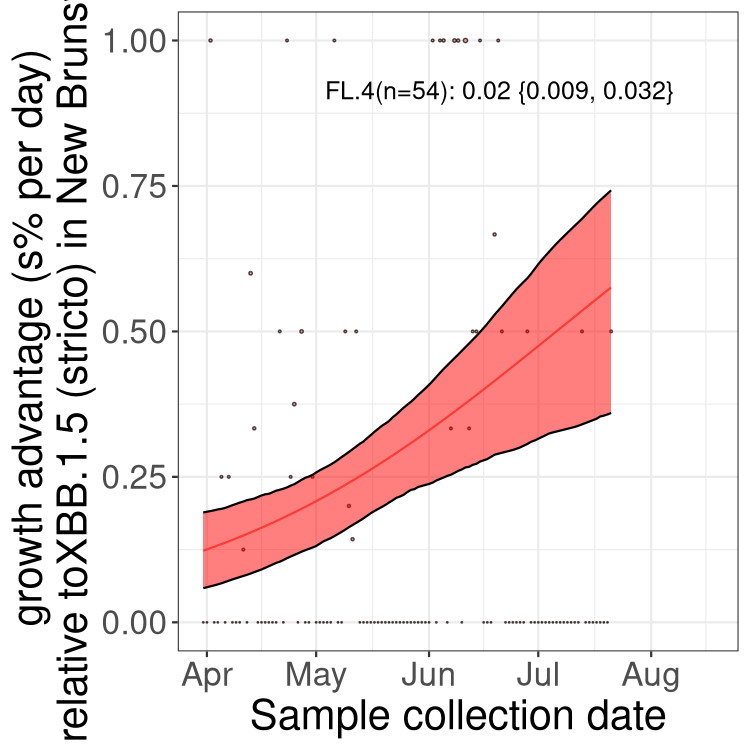 growth advantage (s% per day)
relative toXBB.1.5 (stricto) in New Bruns
1.00
0.75
0.50
0.25
0.00
FL.4(n=54): 0.02 {0.009, 0.032}
Apr May Jun Jul Aug
Sample collection date